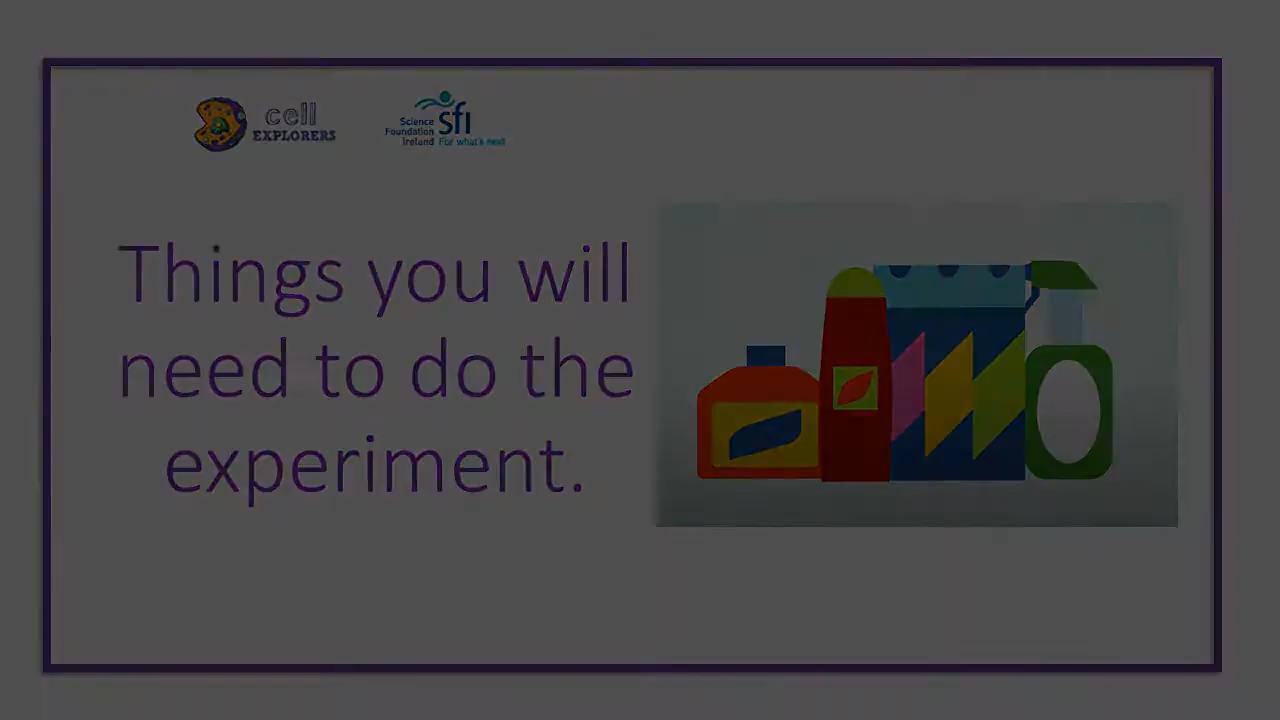 cell
EXPLORERS
Science
Foundation
Ireland
sfi
For what's next
Things you will
need to do the
experiment.